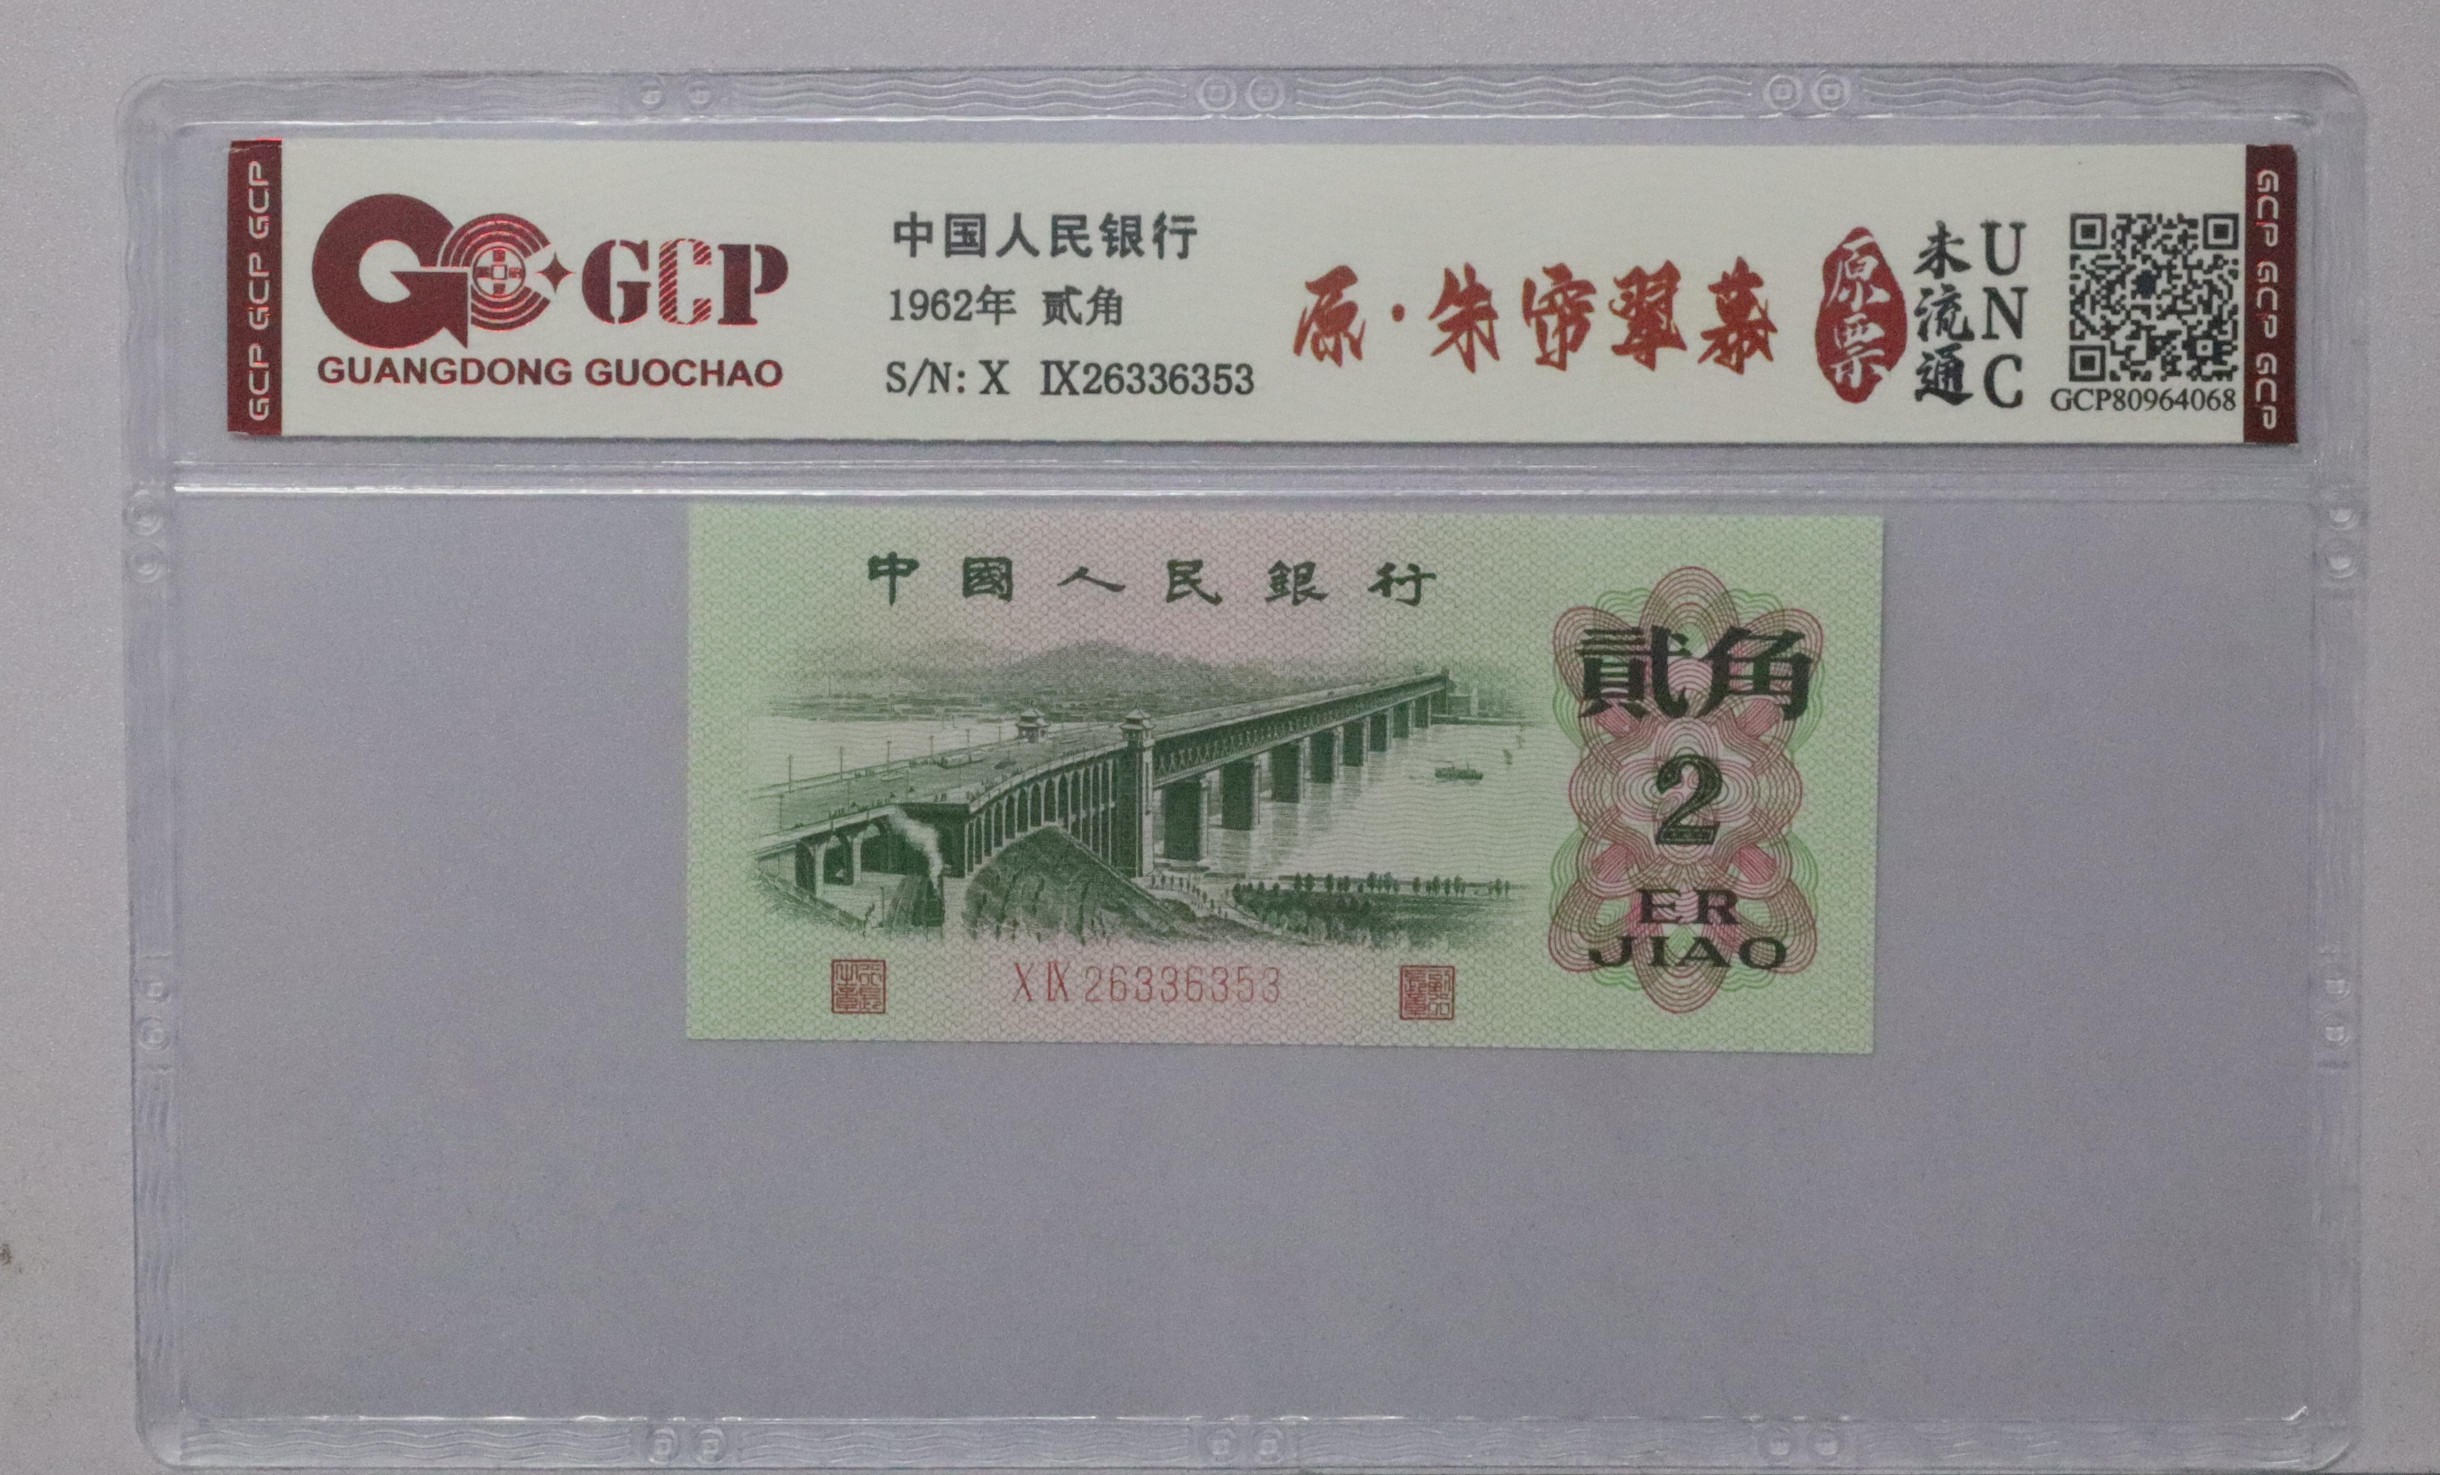 GCP GCP GCP
GCP
GUANGDONG GUOCHAO
中国人民银行
1962年 贰角
S/N: X Ⅸ26336353
原·朱帘翠幕
原票
未流通
UNC
GCP80964068
GCP GCP GCP
中國人民銀行
貳角
2
ER
JIAO
X Ⅸ 26336353